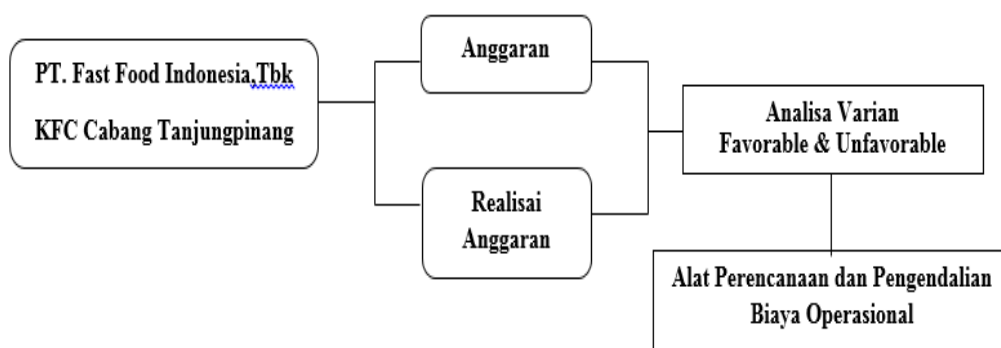 PT. Fast Food Indonesia,Tbk
KFC Cabang Tanjungpinang
Anggaran
Realisai
Anggaran
Analisa Varian
Favorable & Unfavorable
Alat Perencanaan dan Pengendalian
Biaya Operasional